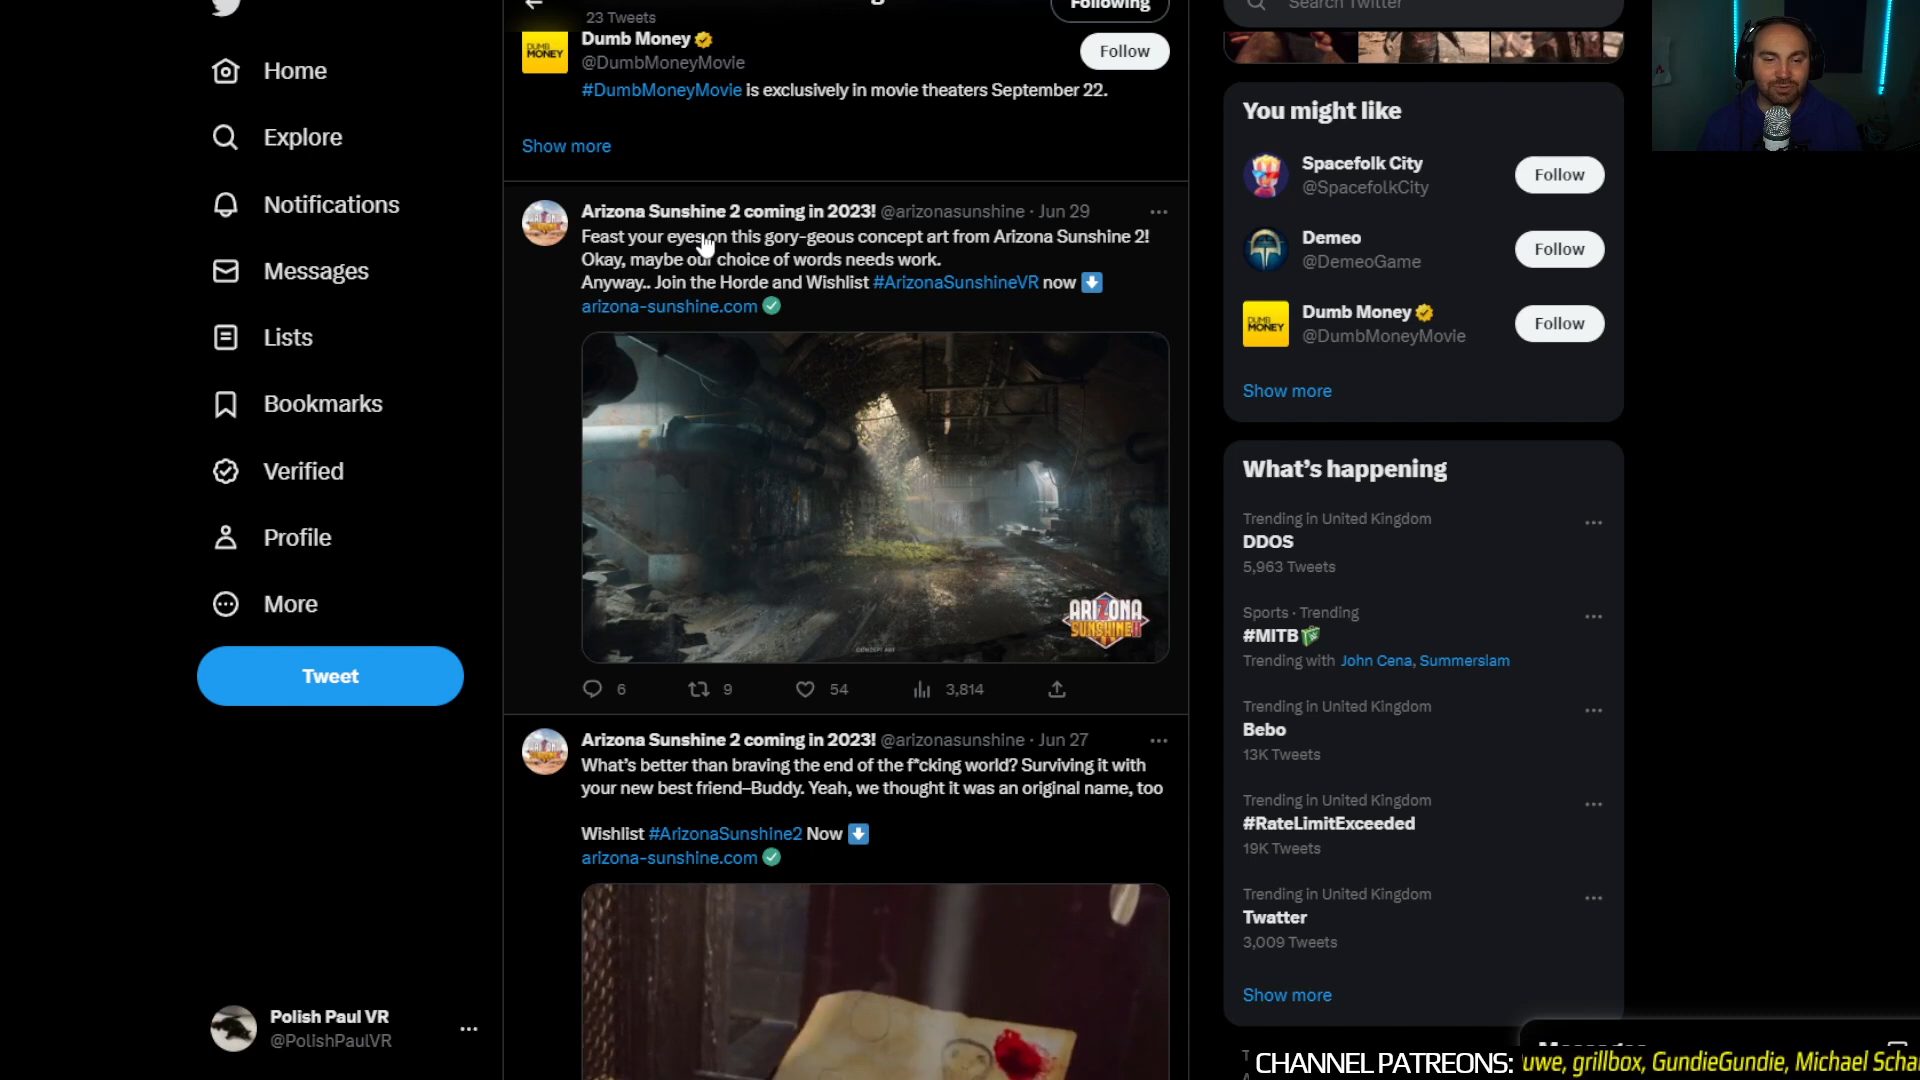 Home
Explore
Notifications
Messages
Lists
Bookmarks
Verified
Profile
More
Tweet
Polish Paul VR
@PolishPaulVR
23 Tweets
Following
DUMB MONEY
Dumb Money
@DumbMoneyMovie
Follow
#DumbMoneyMovie is exclusively in movie theaters September 22.
Show more
Arizona Sunshine 2 coming in 2023! @arizonasunshine · Jun 29
Feast your eyes on this gory-geous concept art from Arizona Sunshine 2!
Okay, maybe our choice of words needs work.
Anyway.. Join the Horde and Wishlist #ArizonaSunshineVR now
arizona-sunshine.com
ARIZONA
SUNSHINE II
CONCEPT ART
6 9 54 3,814
Arizona Sunshine 2 coming in 2023! @arizonasunshine · Jun 27
What's better than braving the end of the f*cking world? Surviving it with
your new best friend–Buddy. Yeah, we thought it was an original name, too
Wishlist #ArizonaSunshine2 Now
arizona-sunshine.com
Search Twitter
You might like
Spacefolk City
@SpacefolkCity
Follow
Demeo
@DemeoGame
Follow
DUMB MONEY
Dumb Money
@DumbMoneyMovie
Follow
Show more
What's happening
Trending in United Kingdom
DDOS
5,963 Tweets
Sports · Trending
#MITB
Trending with John Cena, Summerslam
Trending in United Kingdom
Bebo
13K Tweets
Trending in United Kingdom
#RateLimitExceeded
19K Tweets
Trending in United Kingdom
Twatter
3,009 Tweets
Show more
Messages
CHANNEL PATREONS: uwe, grillbox, GundieGundie, Michael Scha